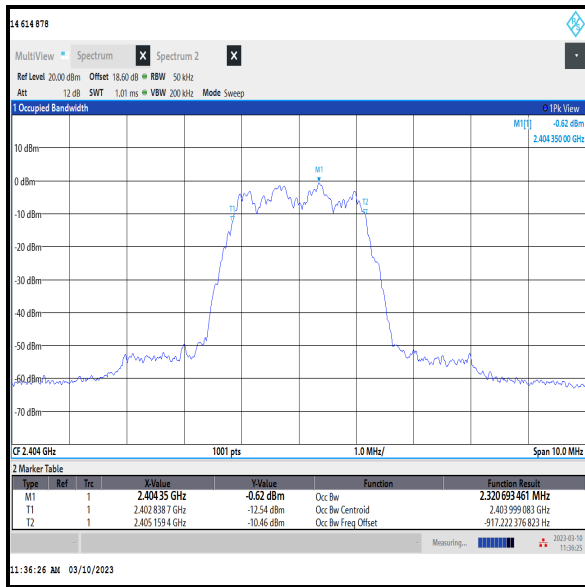 14 614 878
R S
MultiView Spectrum X Spectrum 2 X
Ref Level 20.00 dBm Offset 18.60 dB RBW 50 kHz
Att 12 dB SWT 1.01 ms VBW 200 kHz Mode Sweep
1 Occupied Bandwidth 1Pk View
M1[1] -0.62 dBm
2.404 350 00 GHz
10 dBm
M1
0 dBm
T1 T2
-10 dBm
-20 dBm
-30 dBm
-40 dBm
-50 dBm
-60 dBm
-70 dBm
CF 2.404 GHz 1001 pts 1.0 MHz/ Span 10.0 MHz
2 Marker Table
Type Ref Trc X-Value Y-Value Function Function Result
M1 1 2.404 35 GHz -0.62 dBm Occ Bw 2.320 693 461 MHz
T1 1 2.402 838 7 GHz -12.54 dBm Occ Bw Centroid 2.403 999 083 GHz
T2 1 2.405 159 4 GHz -10.46 dBm Occ Bw Freq Offset -917.222 376 823 Hz
Measuring... 2023-03-10
11:36:25
11:36:26 AM 03/10/2023